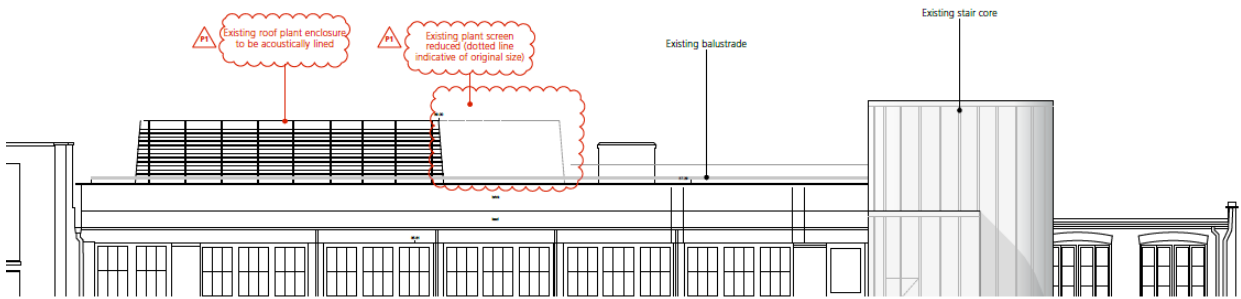 Existing stair core
P1
Existing roof plant enclosure
to be acoustically lined
P1
Existing plant screen
reduced (dotted line
indicative of original size)
Existing balustrade